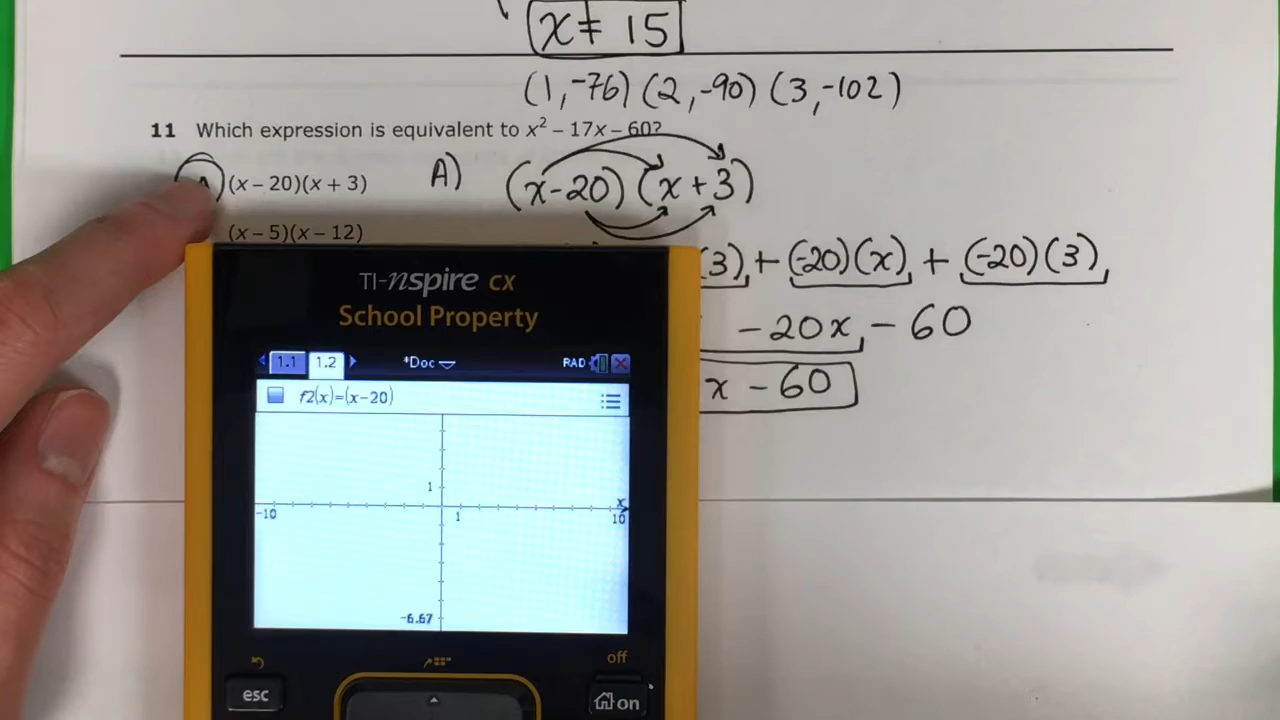 x ≠ 15
(1,-76) (2,-90) (3,-102)
11 Which expression is equivalent to x² – 17x – 60?
A (x – 20)(x + 3)
A) (x-20)(x+3)
(x – 5)(x – 12)
(3) + (-20)(x) + (-20)(3)
- 20x - 60
x - 60
TI-nspire CX
School Property
1.1 1.2 *Doc RAD
f2(x)=(x-20)
1
x
-10 1 10
-6.67
off
esc
on